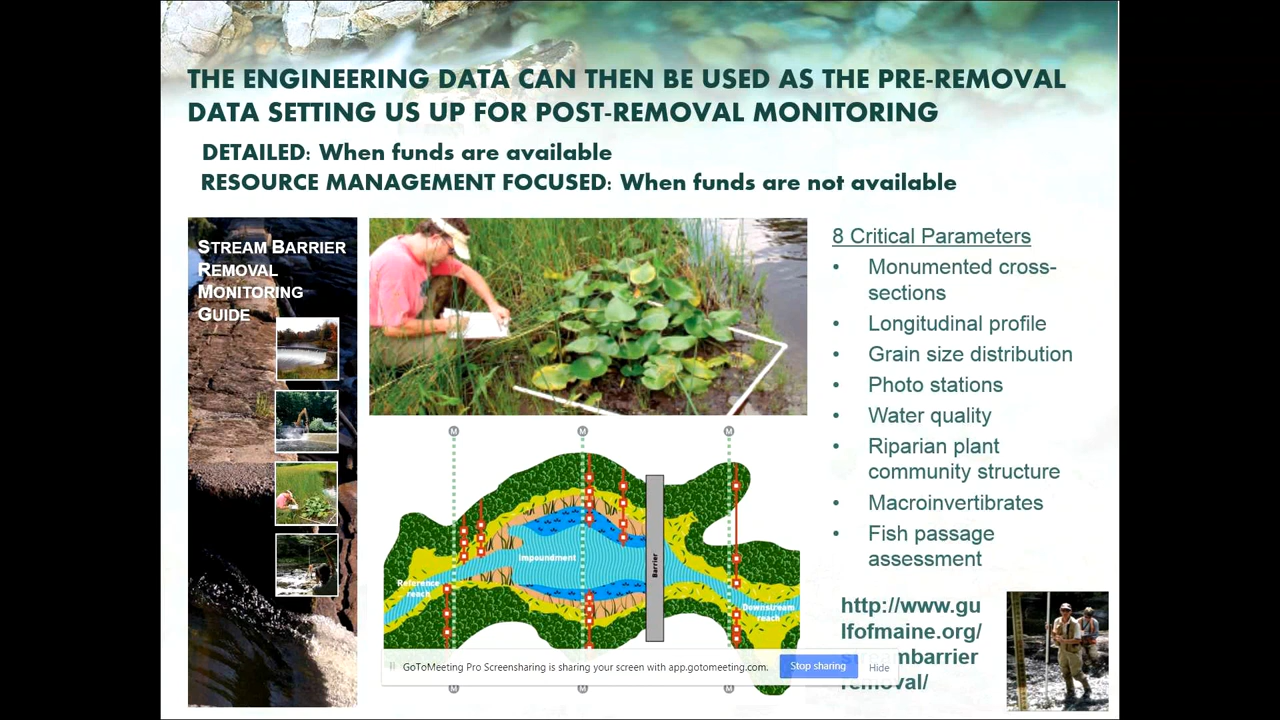 THE ENGINEERING DATA CAN THEN BE USED AS THE PRE-REMOVAL
DATA SETTING US UP FOR POST-REMOVAL MONITORING
DETAILED: When funds are available
RESOURCE MANAGEMENT FOCUSED: When funds are not available
STREAM BARRIER
REMOVAL
MONITORING
GUIDE
M M M
Impoundment
Barrier
Reference
reach
Downstream
reach
M M M
8 Critical Parameters
• Monumented cross-
sections
• Longitudinal profile
• Grain size distribution
• Photo stations
• Water quality
• Riparian plant
community structure
• Macroinvertibrates
• Fish passage
assessment
http://www.gu
lfofmaine.org/
streambarrier
removal/
GoToMeeting Pro Screensharing is sharing your screen with app.gotomeeting.com.
Stop sharing
Hide